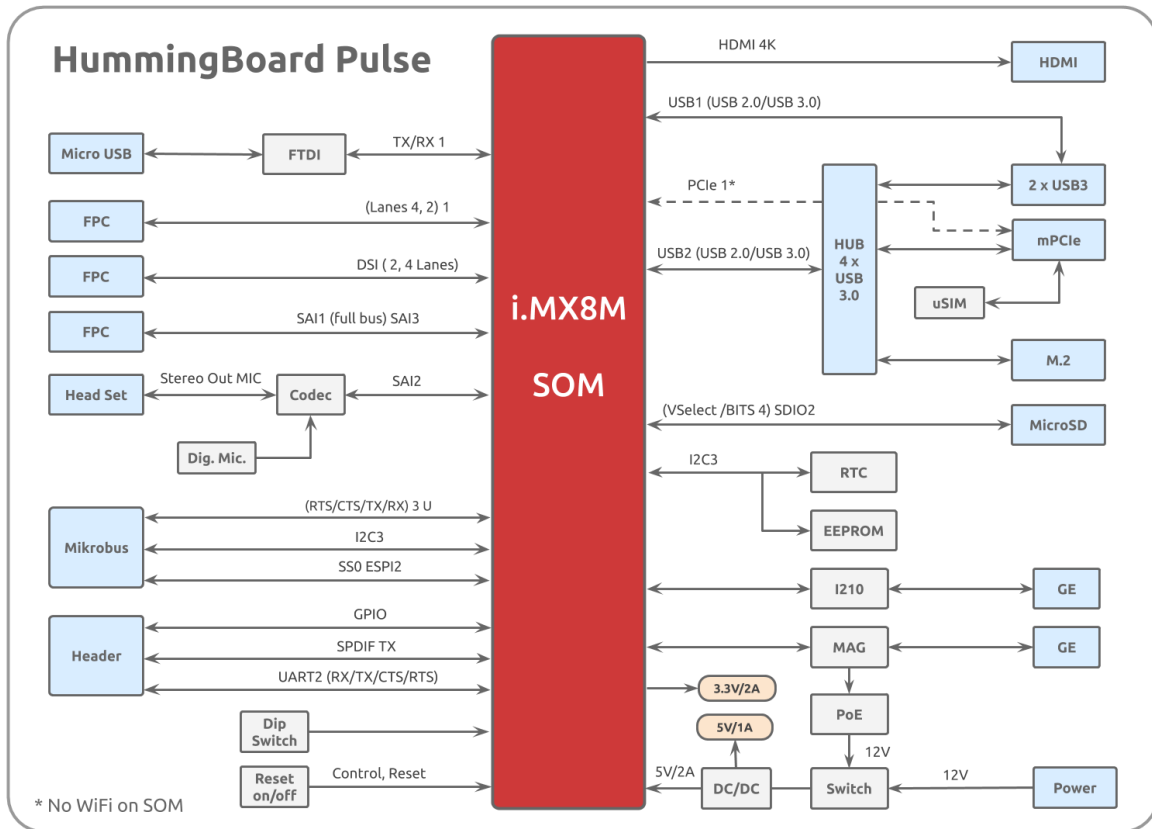 HummingBoard Pulse
i.MX8M
SOM
Micro USB
FTDI
TX/RX 1
FPC
(Lanes 4, 2) 1
FPC
DSI ( 2, 4 Lanes)
FPC
SAI1 (full bus) SAI3
Head Set
Stereo Out MIC
Codec
SAI2
Dig. Mic.
Mikrobus
(RTS/CTS/TX/RX) 3 U
I2C3
SS0 ESPI2
Header
GPIO
SPDIF TX
UART2 (RX/TX/CTS/RTS)
Dip
Switch
Reset
on/off
Control, Reset
* No WiFi on SOM
HDMI 4K
HDMI
USB1 (USB 2.0/USB 3.0)
2 x USB3
PCIe 1*
mPCIe
USB2 (USB 2.0/USB 3.0)
HUB
4 x
USB
3.0
uSIM
M.2
(VSelect /BITS 4) SDIO2
MicroSD
I2C3
RTC
EEPROM
I210
GE
MAG
GE
3.3V/2A
PoE
5V/1A
12V
5V/2A
DC/DC
Switch
12V
Power